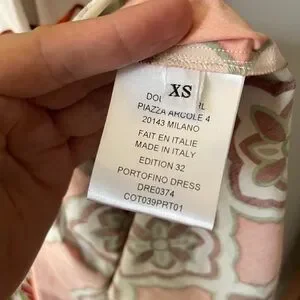 XS
PIAZZA ARCOLE 4
20143 MILANO
FAIT EN ITALIE
MADE IN ITALY
EDITION 32
PORTOFINO DRESS
DRE0374
COT039PRT01